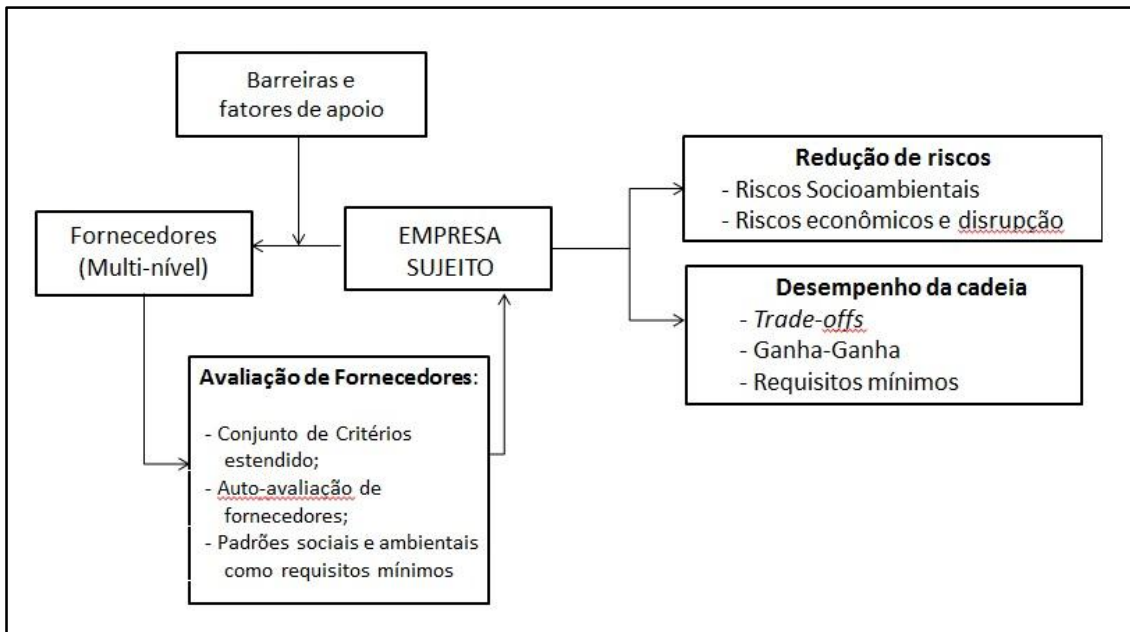 Barreiras e
fatores de apoio
Fornecedores
(Multi-nível)
EMPRESA
SUJEITO
Avaliação de Fornecedores:
- Conjunto de Critérios
estendido;
- Auto-avaliação de
fornecedores;
- Padrões sociais e ambientais
como requisitos mínimos
Redução de riscos
- Riscos Socioambientais
- Riscos econômicos e disrupção
Desempenho da cadeia
- Trade-offs
- Ganha-Ganha
- Requisitos mínimos